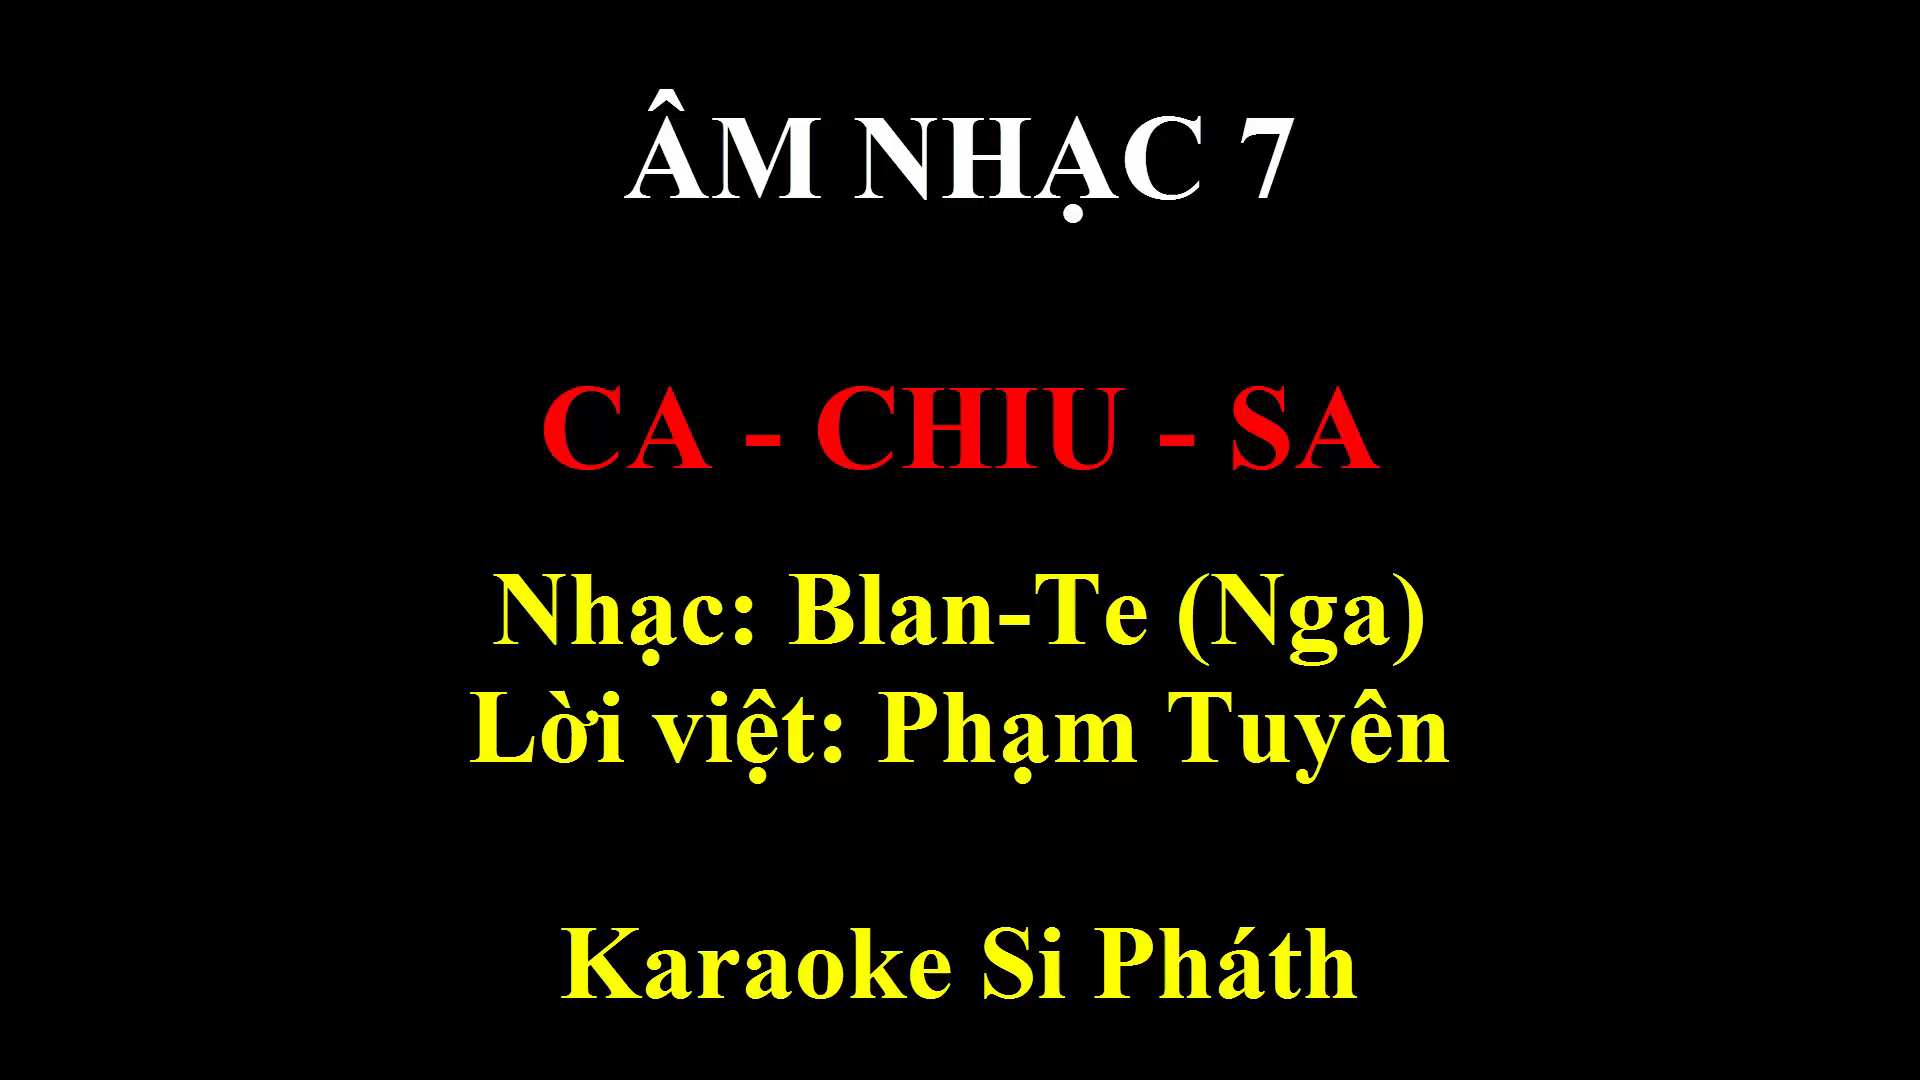 ÂM NHẠC 7
CA - CHIU - SA
Nhạc: Blan-Te (Nga)
Lời việt: Phạm Tuyên
Karaoke Si Pháth